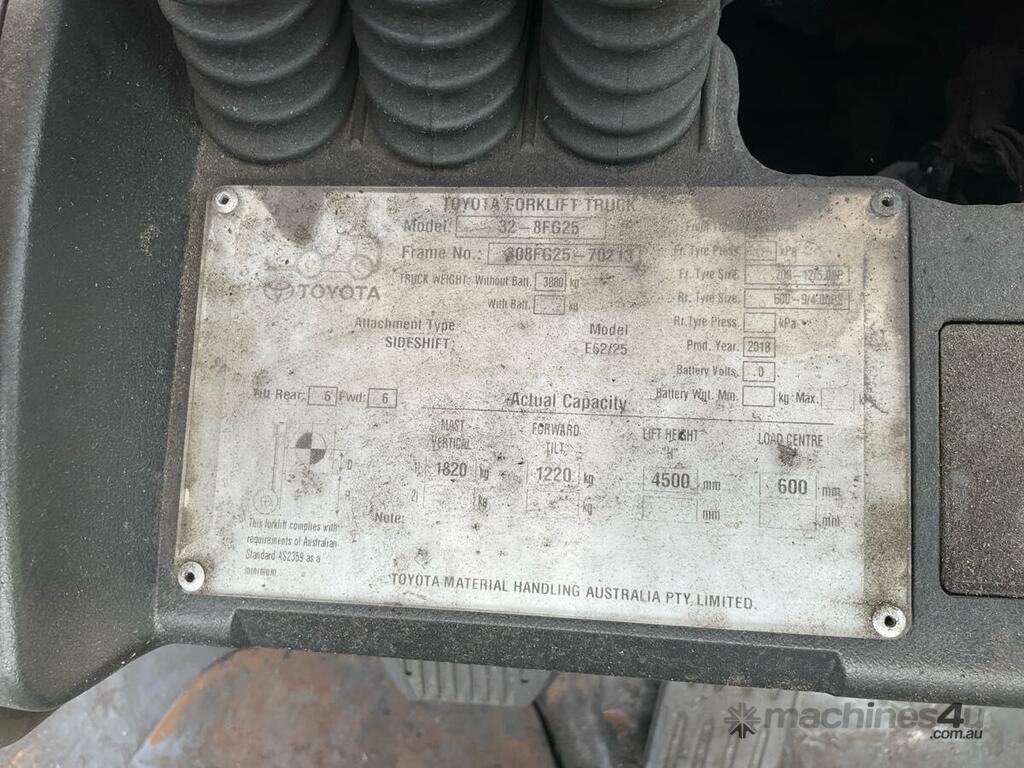 TOYOTA FORKLIFT TRUCK
Model: 32-8FG25
Frame No.: 308FG25-70213
TRUCK WEIGHT: Without Batt. 3880 kg
With Batt. kg
TOYOTA
Attachment Type Model
SIDESHIFT: E62/25
Fr. Tyre Press. kPa
Fr. Tyre Size
Rr. Tyre Size
Rr. Tyre Press. kPa
Prod. Year. 2018
Battery Volts. .0
Battery Wgt. Min. kg Max.
Tilt Rear: 6 Fwd: 6
Actual Capacity
MAST VERTICAL FORWARD TILT LIFT HEIGHT "H" LOAD CENTRE
1820 kg 1220 kg 4500 mm 600 mm
kg kg mm mm
D
H
Note:
This forklift complies with
requirements of Australian
Standard AS2359 as a
minimum
TOYOTA MATERIAL HANDLING AUSTRALIA PTY. LIMITED.
machines4u
.com.au